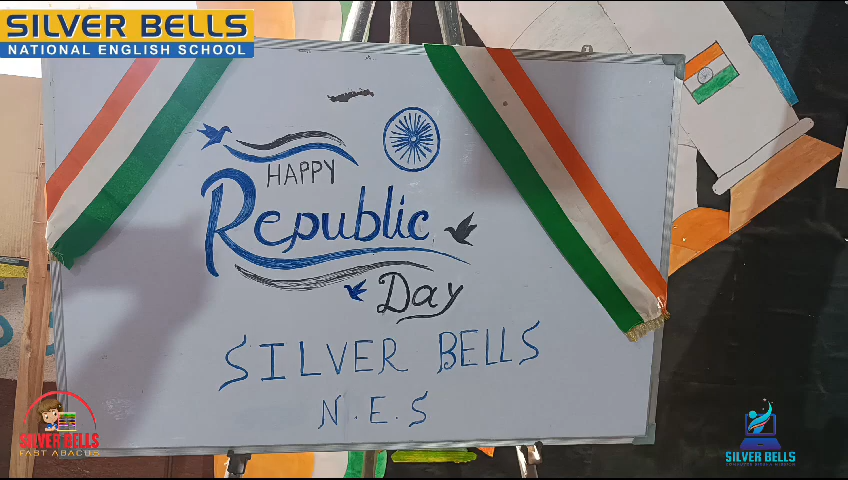 SILVER BELLS
NATIONAL ENGLISH SCHOOL
HAPPY
Republic
Day
SILVER BELLS
N.E.S
SILVER BELLS
FAST ABACUS
SILVER BELLS